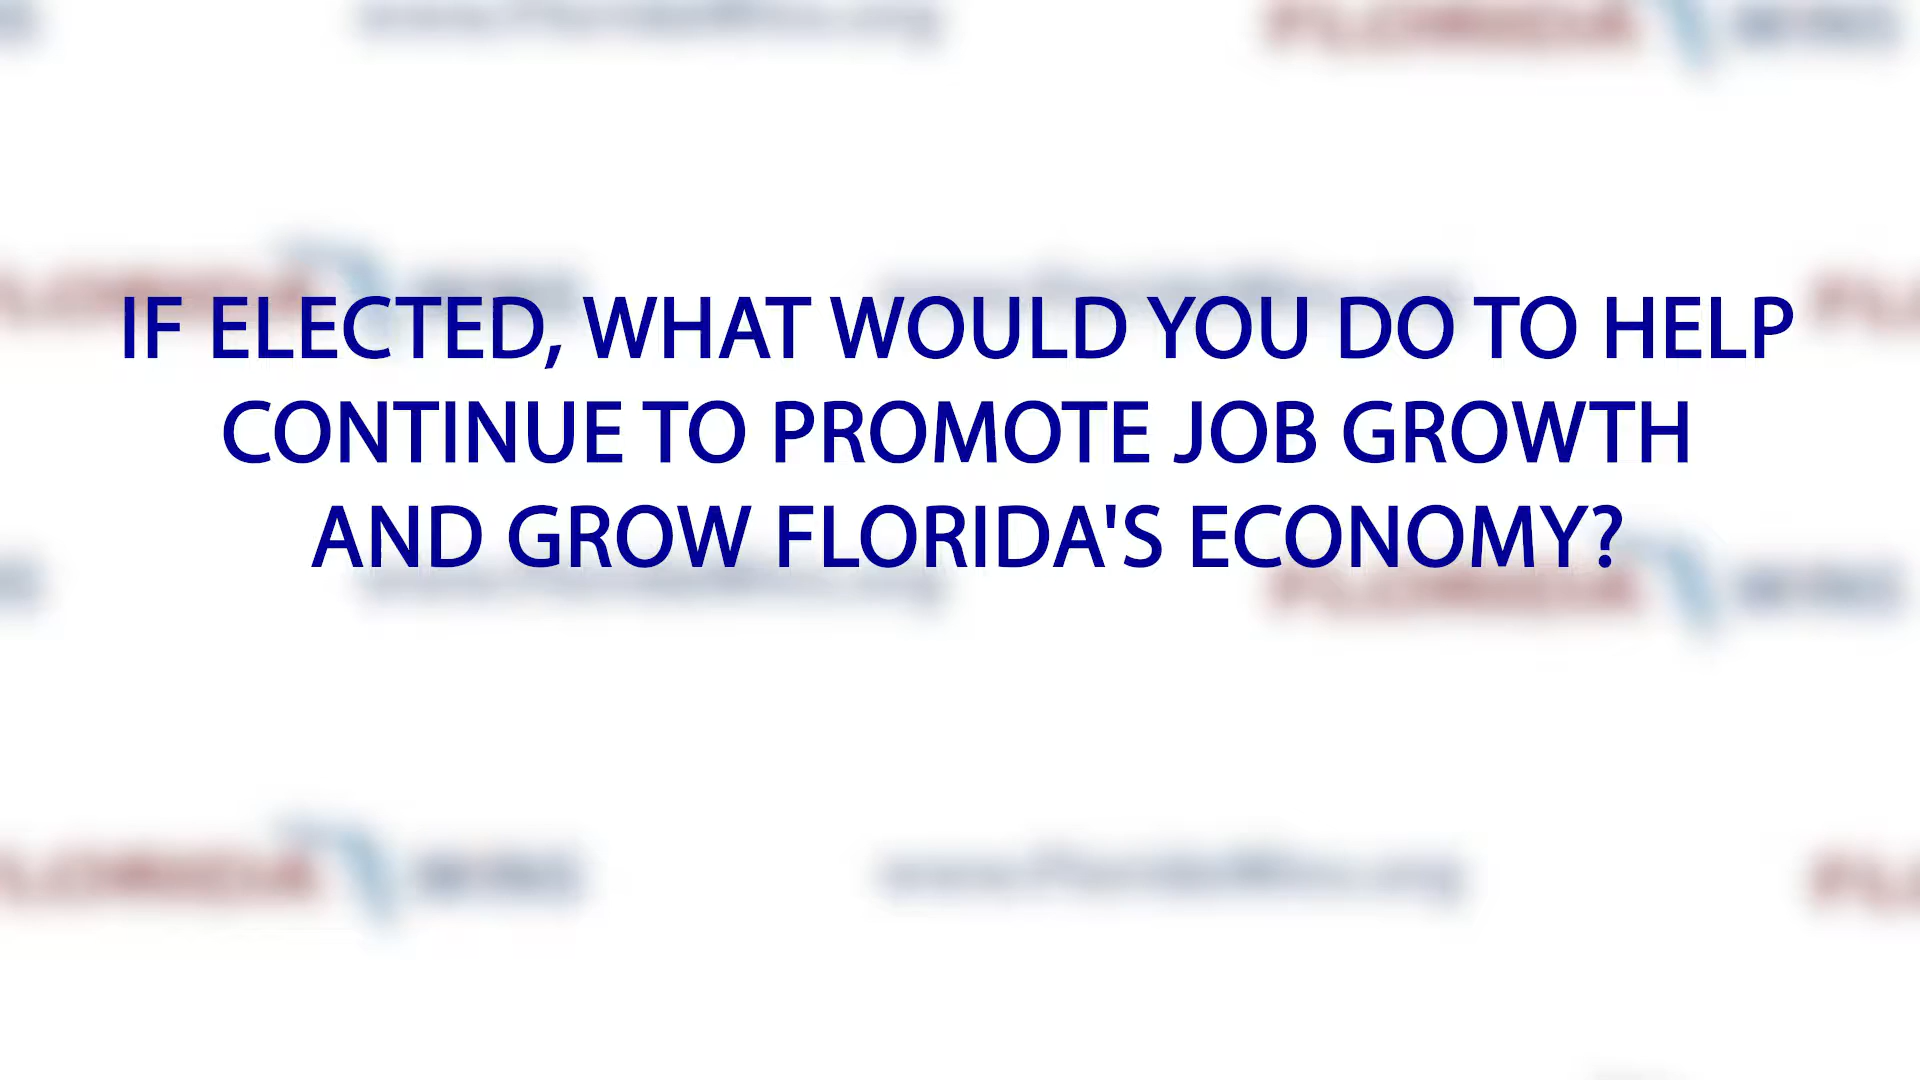 IF ELECTED, WHAT WOULD YOU DO TO HELP
CONTINUE TO PROMOTE JOB GROWTH
AND GROW FLORIDA'S ECONOMY?